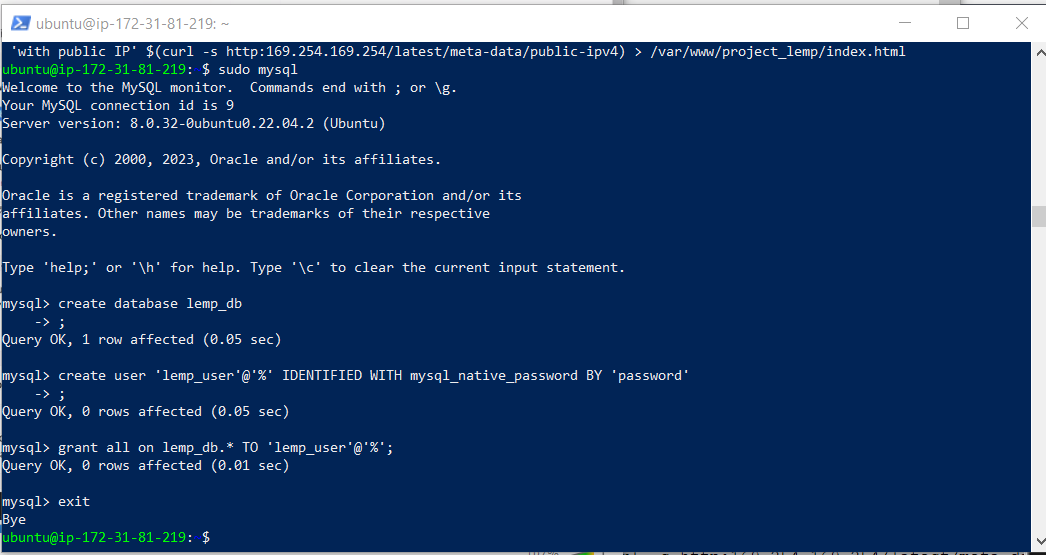 ubuntu@ip-172-31-81-219: ~
'with public IP' $(curl -s http:169.254.169.254/latest/meta-data/public-ipv4) > /var/www/project_lemp/index.html
ubuntu@ip-172-31-81-219: $ sudo mysql
Welcome to the MySQL monitor.  Commands end with ; or \g.
Your MySQL connection id is 9
Server version: 8.0.32-0ubuntu0.22.04.2 (Ubuntu)
Copyright (c) 2000, 2023, Oracle and/or its affiliates.
Oracle is a registered trademark of Oracle Corporation and/or its
affiliates. Other names may be trademarks of their respective
owners.
Type 'help;' or '\h' for help. Type '\c' to clear the current input statement.
mysql> create database lemp_db
    -> ;
Query OK, 1 row affected (0.05 sec)
mysql> create user 'lemp_user'@'%' IDENTIFIED WITH mysql_native_password BY 'password'
    -> ;
Query OK, 0 rows affected (0.05 sec)
mysql> grant all on lemp_db.* TO 'lemp_user'@'%';
Query OK, 0 rows affected (0.01 sec)
mysql> exit
Bye
ubuntu@ip-172-31-81-219: $